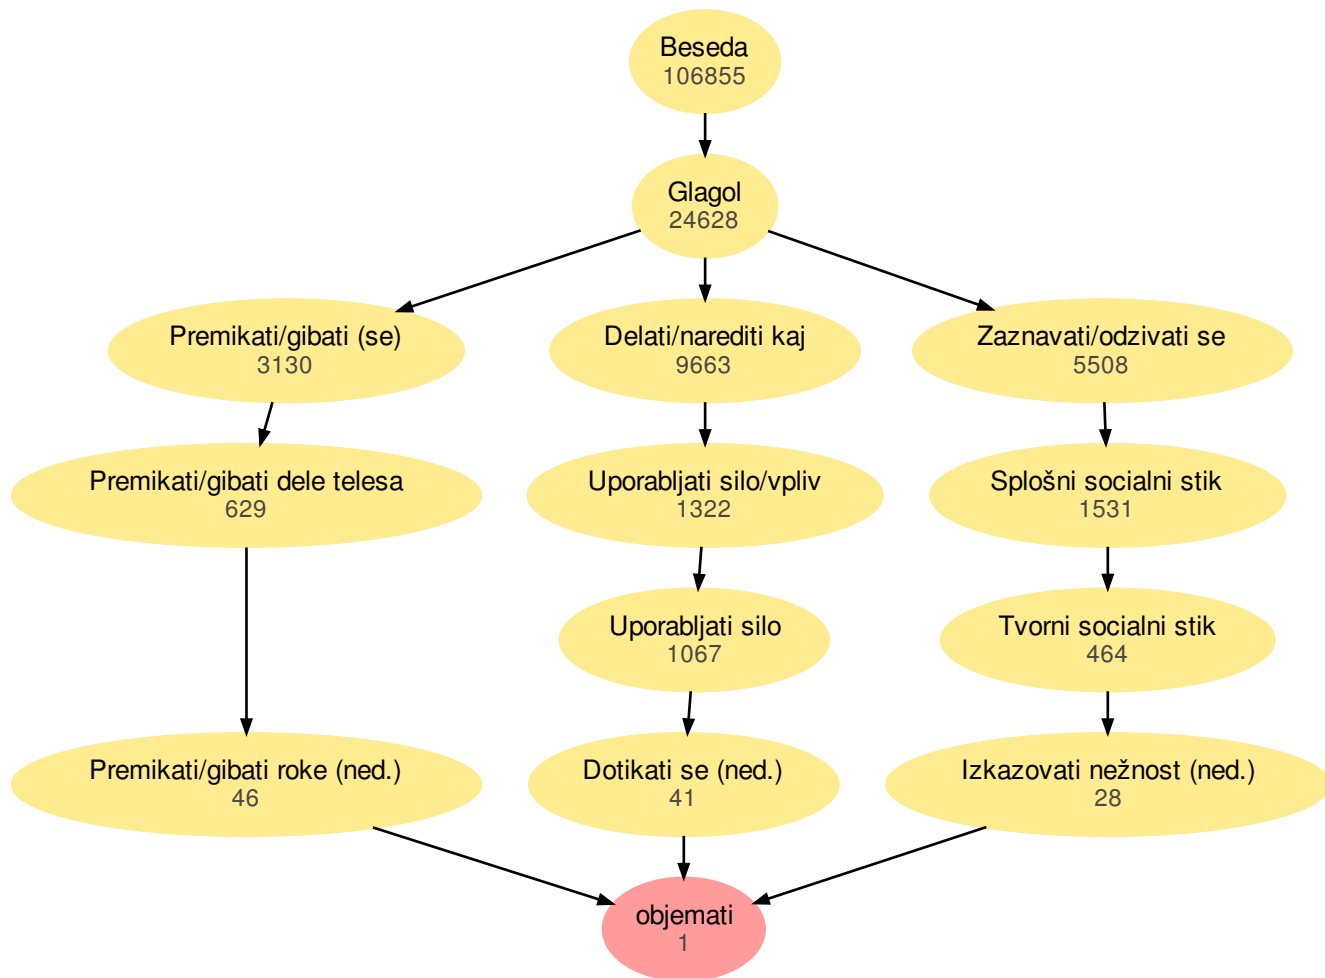 Beseda
106855
Glagol
24628
Premikati/gibati (se)
3130
Delati/narediti kaj
9663
Zaznavati/odzivati se
5508
Premikati/gibati dele telesa
629
Uporabljati silo/vpliv
1322
Splošni socialni stik
1531
Uporabljati silo
1067
Tvorni socialni stik
464
Premikati/gibati roke (ned.)
46
Dotikati se (ned.)
41
Izkazovati nežnost (ned.)
28
objemati
1